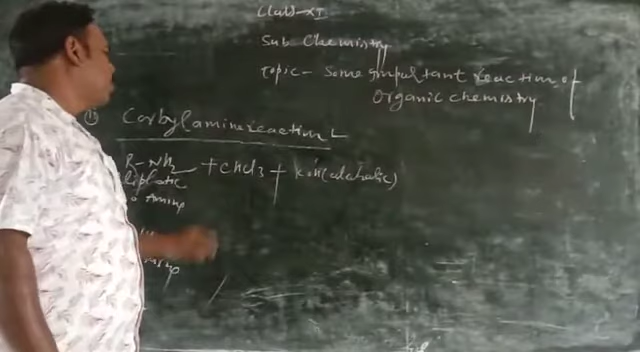 Class-XI
Sub Chemistry
Topic- Some important reaction of
Organic chemistry
(1) Carbylamine reaction
R-NH2 + CHCl3 + KOH(alcoholic)
liphatic
Amine